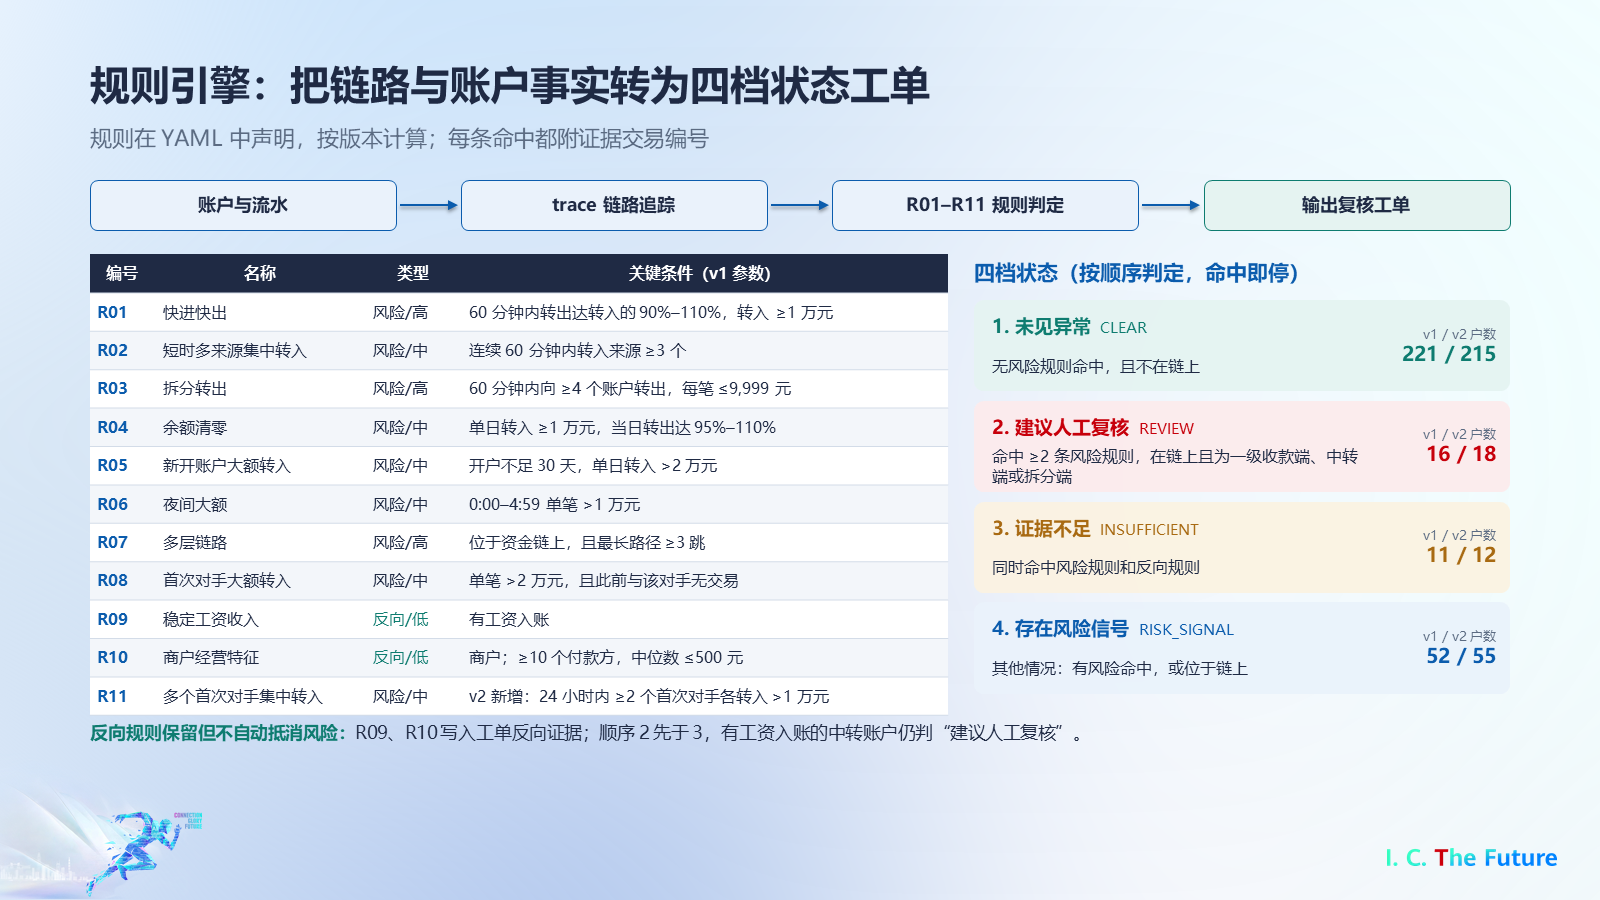 规则引擎：把链路与账户事实转为四档状态工单
规则在 YAML 中声明，按版本计算；每条命中都附证据交易编号
账户与流水
trace 链路追踪
R01–R11 规则判定
输出复核工单
编号 名称 类型 关键条件（v1 参数）
R01 快进快出 风险/高 60 分钟内转出达转入的 90%–110%，转入 ≥1 万元
R02 短时多来源集中转入 风险/中 连续 60 分钟内转入来源 ≥3 个
R03 拆分转出 风险/高 60 分钟内向 ≥4 个账户转出，每笔 ≤9,999 元
R04 余额清零 风险/中 单日转入 ≥1 万元，当日转出达 95%–110%
R05 新开账户大额转入 风险/中 开户不足 30 天，单日转入 >2 万元
R06 夜间大额 风险/中 0:00–4:59 单笔 >1 万元
R07 多层链路 风险/高 位于资金链上，且最长路径 ≥3 跳
R08 首次对手大额转入 风险/中 单笔 >2 万元，且此前与该对手无交易
R09 稳定工资收入 反向/低 有工资入账
R10 商户经营特征 反向/低 商户；≥10 个付款方，中位数 ≤500 元
R11 多个首次对手集中转入 风险/中 v2 新增：24 小时内 ≥2 个首次对手各转入 >1 万元
四档状态（按顺序判定，命中即停）
1. 未见异常 CLEAR
无风险规则命中，且不在链上
v1 / v2 户数
221 / 215
2. 建议人工复核 REVIEW
命中 ≥2 条风险规则，在链上且为一级收款端、中转
端或拆分端
v1 / v2 户数
16 / 18
3. 证据不足 INSUFFICIENT
同时命中风险规则和反向规则
v1 / v2 户数
11 / 12
4. 存在风险信号 RISK_SIGNAL
其他情况：有风险命中，或位于链上
v1 / v2 户数
52 / 55
反向规则保留但不自动抵消风险：R09、R10 写入工单反向证据；顺序 2 先于 3，有工资入账的中转账户仍判“建议人工复核”。
CONNECTION
GLORY
FUTURE
I. C. The Future